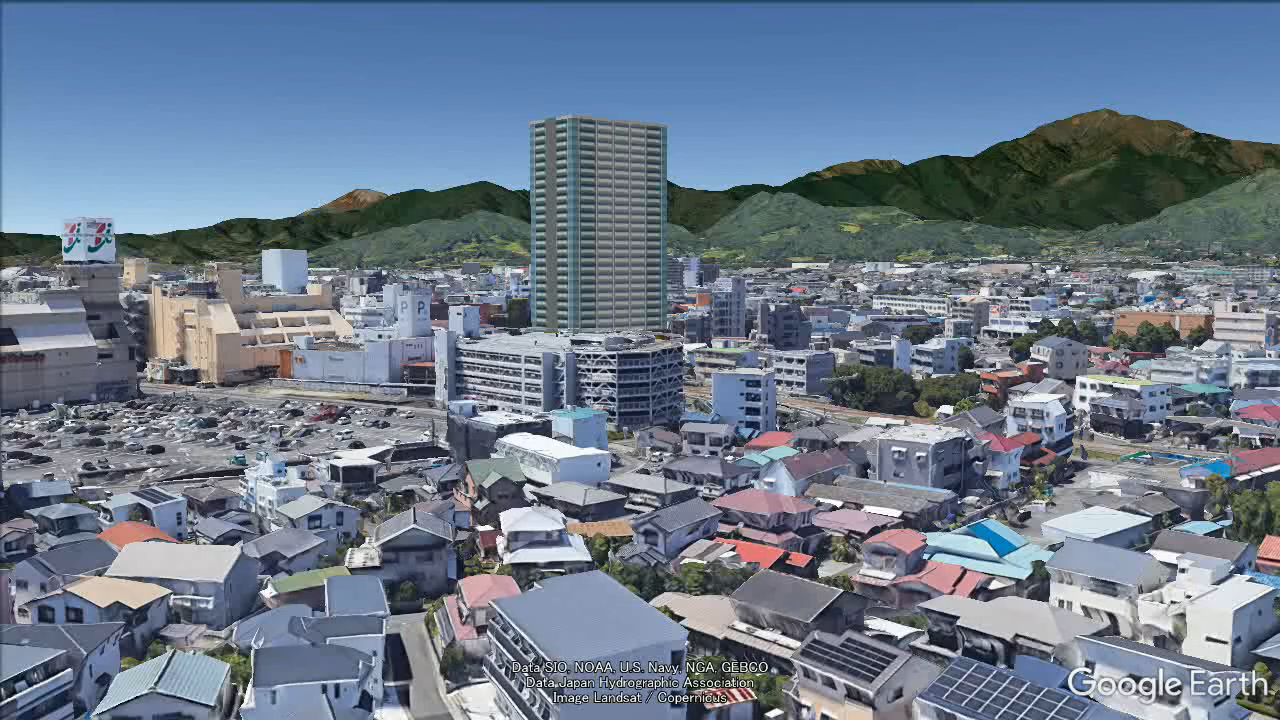 P P
Data SIO, NOAA, U.S. Navy, NGA, GEBCO
Data Japan Hydrographic Association
Image Landsat / Copernicus
Google Earth